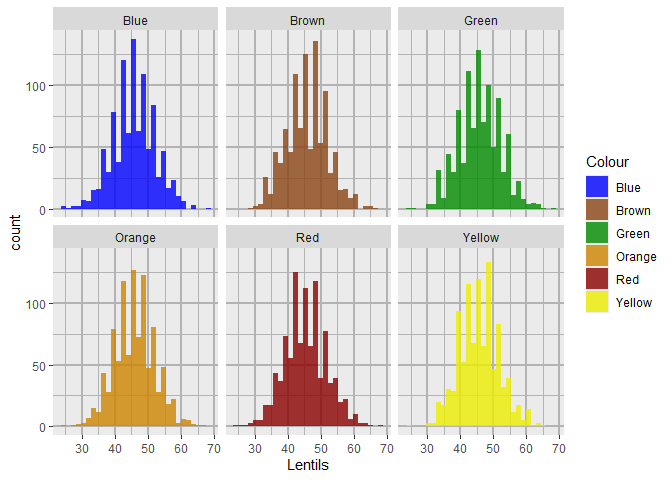 Blue
Brown
Green
100
50
0
count
Orange
Red
Yellow
100
50
0
30 40 50 60 70
30 40 50 60 70
30 40 50 60 70
Lentils
Colour
Blue
Brown
Green
Orange
Red
Yellow